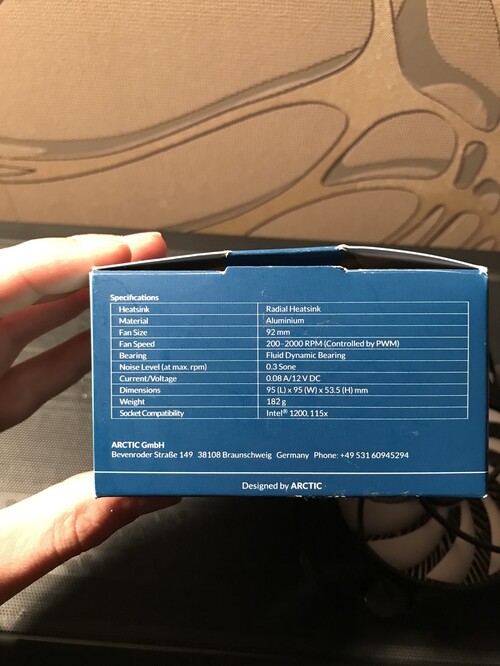 Specifications
Heatsink Radial Heatsink
Material Aluminium
Fan Size 92 mm
Fan Speed 200-2000 RPM (Controlled by PWM)
Bearing Fluid Dynamic Bearing
Noise Level (at max. rpm) 0.3 Sone
Current/Voltage 0.08 A/12 V DC
Dimensions 95 (L) x 95 (W) x 53.5 (H) mm
Weight 182 g
Socket Compatibility Intel® 1200, 115x
ARCTIC GmbH
Bevenroder Straße 149 38108 Braunschweig Germany Phone: +49 531 60945294
Designed by ARCTIC